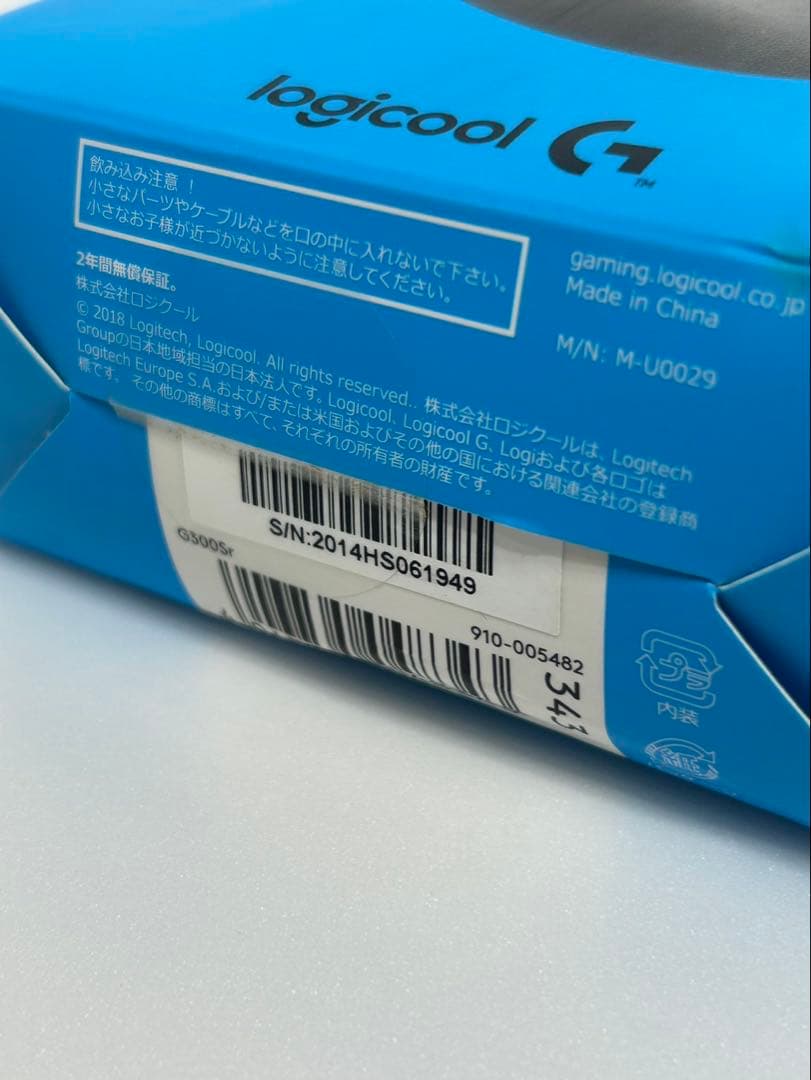 logicool G™
飲み込み注意！
小さなパーツやケーブルなどを口の中に入れないで下さい。
小さなお子様が近づかないように注意してください。
gaming.logicool.co.jp
Made in China
M/N: M-U0029
2年間無償保証。
株式会社ロジクール
© 2018 Logitech, Logicool. All rights reserved.. 株式会社ロジクールは、Logitech
Groupの日本地域担当の日本法人です。Logicool、Logicool G、Logiおよび各ロゴは
Logitech Europe S.A.および/または米国およびその他の国における関連会社の登録商
標です。 その他の商標はすべて、それぞれの所有者の財産です。
S/N:2014HS061949
G300Sr
910-005482
343
プラ
内装